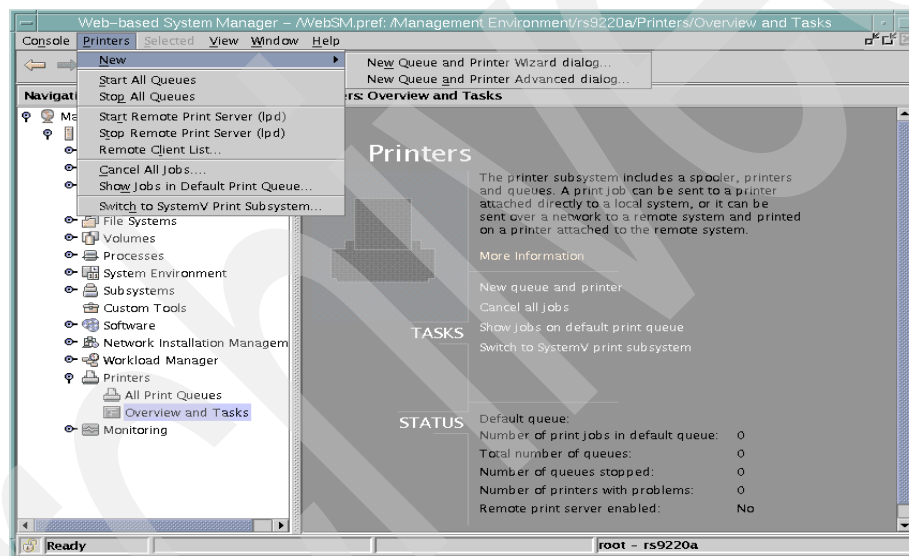 Web-based System Manager - /WebSM.pref: /Management Environment/rs9220a/Printers/Overview and Tasks
Console Printers Selected View Window Help
New
New Queue and Printer Wizard dialog...
New Queue and Printer Advanced dialog...
Start All Queues
Stop All Queues
Start Remote Print Server (lpd)
Stop Remote Print Server (lpd)
Remote Client List...
Cancel All Jobs....
Show Jobs in Default Print Queue...
Switch to SystemV Print Subsystem...
Navigati
rs: Overview and Tasks
Ma
File Systems
Volumes
Processes
System Environment
Subsystems
Custom Tools
Software
Network Installation Managem
Workload Manager
Printers
All Print Queues
Overview and Tasks
Monitoring
Printers
The printer subsystem includes a spooler, printers
and queues. A print job can be sent to a printer
attached directly to a local system, or it can be
sent over a network to a remote system and printed
on a printer attached to the remote system.
More Information
TASKS
New queue and printer
Cancel all jobs
Show jobs on default print queue
Switch to SystemV print subsystem
STATUS
Default queue:
Number of print jobs in default queue: 0
Total number of queues: 0
Number of queues stopped: 0
Number of printers with problems: 0
Remote print server enabled: No
Ready
root - rs9220a